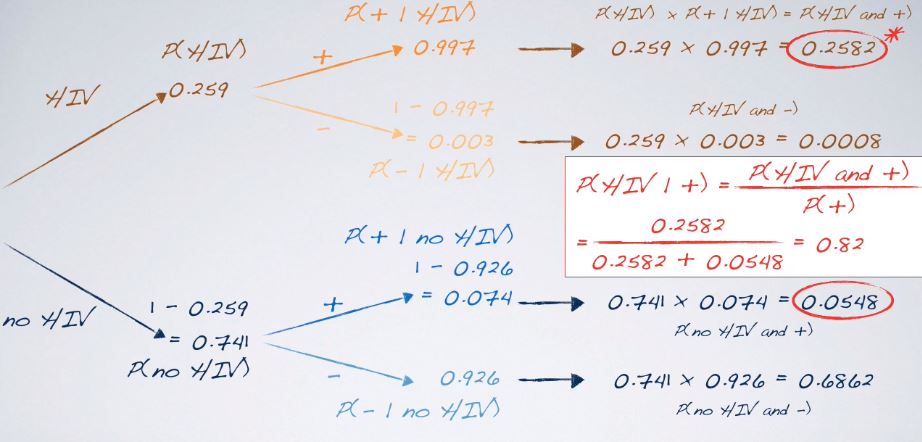 P(+ | HIV)
P(HIV) × P(+ | HIV) = P(HIV and +)
P(HIV)
+
0.997
0.259 × 0.997 = 0.2582 *
HIV
0.259
1 - 0.997
P(HIV and -)
-
= 0.003
0.259 × 0.003 = 0.0008
P(- | HIV)
P(HIV | +) = P(HIV and +)
P(+)
= 0.2582
0.2582 + 0.0548
= 0.82
P(+ | no HIV)
1 - 0.926
+
= 0.074
0.741 × 0.074 = 0.0548
P(no HIV and +)
no HIV
1 - 0.259
= 0.741
P(no HIV)
-
0.926
0.741 × 0.926 = 0.6862
P(- | no HIV)
P(no HIV and -)